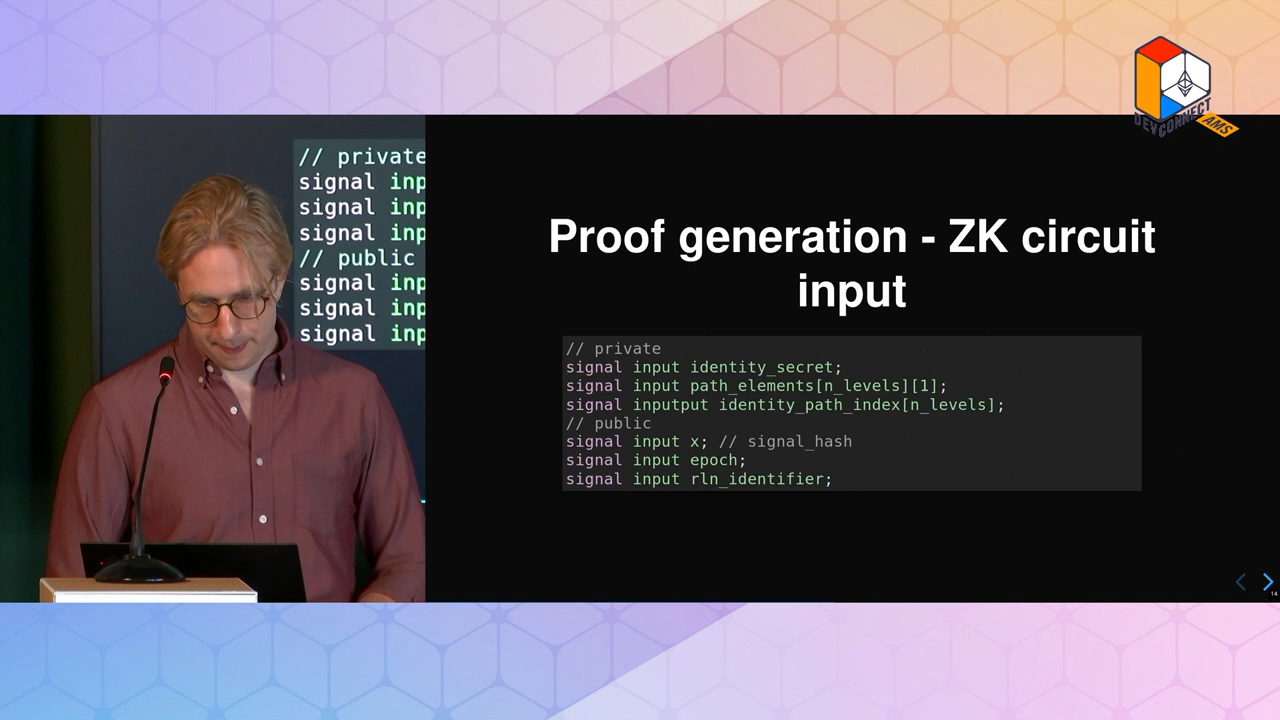 DEVCONNECT
AMS
// private
signal inp
signal inp
signal inp
// public
signal inp
signal inp
signal inp
Proof generation - ZK circuit
input
// private
signal input identity_secret;
signal input path_elements[n_levels][1];
signal inputput identity_path_index[n_levels];
// public
signal input x; // signal_hash
signal input epoch;
signal input rln_identifier;
14